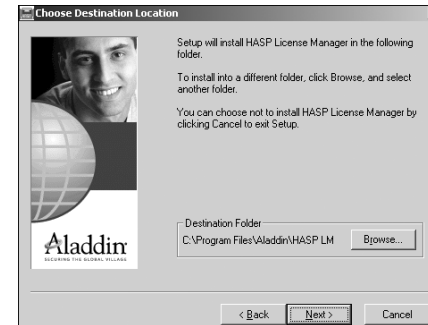 Choose Destination Location
Setup will install HASP License Manager in the following
folder.
To install into a different folder, click Browse, and select
another folder.
You can choose not to install HASP License Manager by
clicking Cancel to exit Setup.
Aladdin
SECURING THE GLOBAL VILLAGE
Destination Folder
C:\Program Files\Aladdin\HASP LM
Browse...
< Back
Next >
Cancel